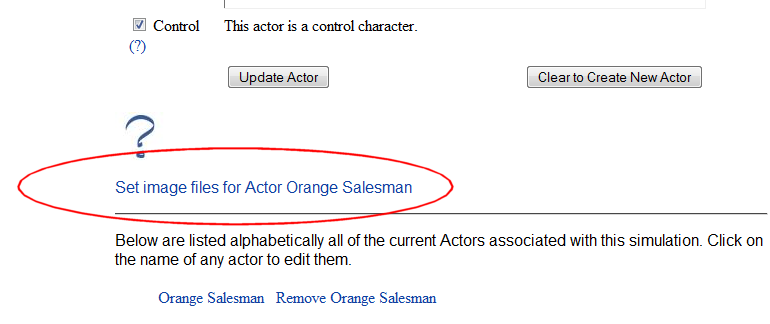 Control This actor is a control character.
(?)
Update Actor Clear to Create New Actor
?
Set image files for Actor Orange Salesman
Below are listed alphabetically all of the current Actors associated with this simulation. Click on
the name of any actor to edit them.
Orange Salesman Remove Orange Salesman